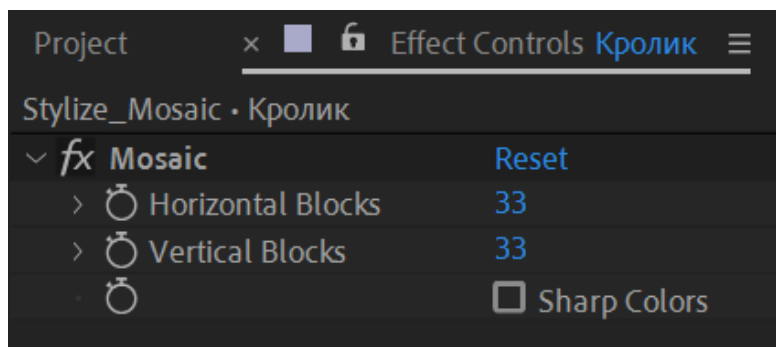 Project × Effect Controls Кролик
Stylize_Mosaic • Кролик
fx Mosaic Reset
Horizontal Blocks 33
Vertical Blocks 33
Sharp Colors